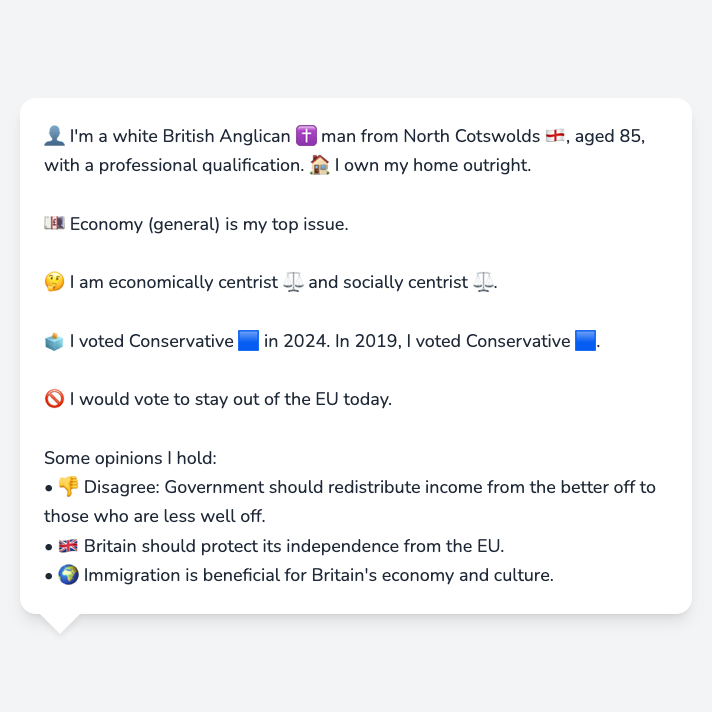 👤 I'm a white British Anglican ✝️ man from North Cotswolds 🏴󠁧󠁢󠁥󠁮󠁧󠁿, aged 85,
with a professional qualification. 🏠 I own my home outright.
💷 Economy (general) is my top issue.
🤔 I am economically centrist ⚖️ and socially centrist ⚖️.
🗳️ I voted Conservative 🟦 in 2024. In 2019, I voted Conservative 🟦.
🚫 I would vote to stay out of the EU today.
Some opinions I hold:
• 👎 Disagree: Government should redistribute income from the better off to
those who are less well off.
• 🇬🇧 Britain should protect its independence from the EU.
• 🌍 Immigration is beneficial for Britain's economy and culture.